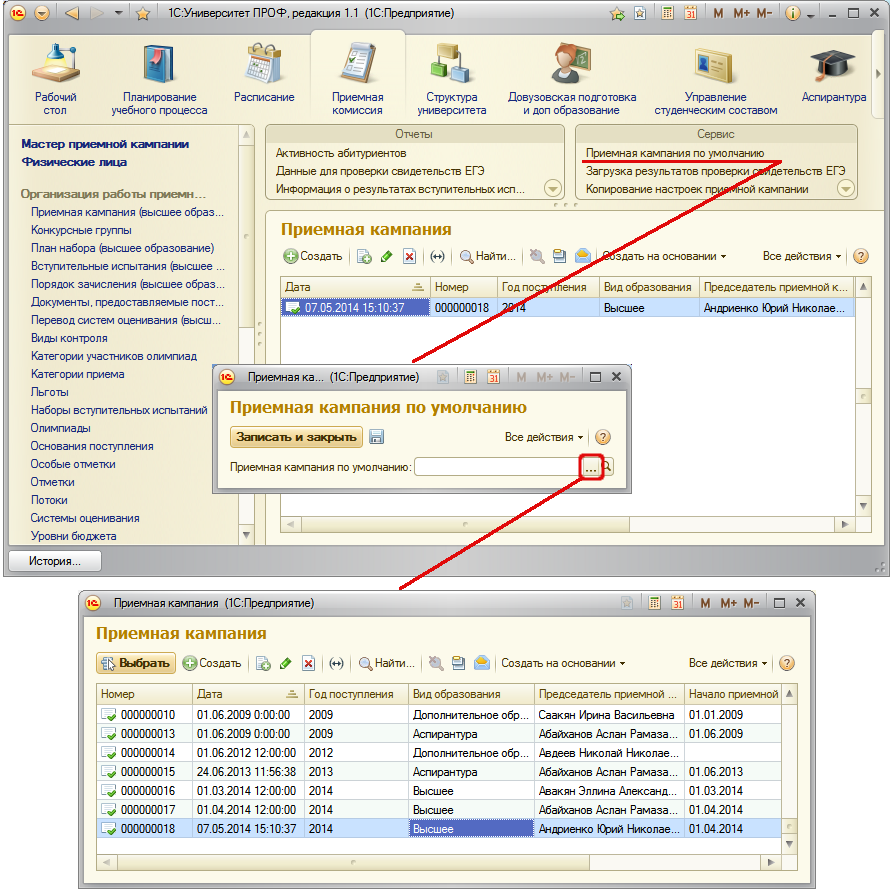 1С:Университет ПРОФ, редакция 1.1 (1С:Предприятие)
M M+ M-
Рабочий стол
Планирование учебного процесса
Расписание
Приемная комиссия
Структура университета
Довузовская подготовка и доп образование
Управление студенческим составом
Аспирантура
Мастер приемной кампании
Физические лица
Организация работы приемн...
Приемная кампания (высшее образ...
Конкурсные группы
План набора (высшее образование)
Вступительные испытания (высшее ...
Порядок зачисления (высшее образ...
Документы, предоставляемые пост...
Перевод систем оценивания (высш...
Виды контроля
Категории участников олимпиад
Категории приема
Льготы
Наборы вступительных испытаний
Олимпиады
Основания поступления
Особые отметки
Отметки
Потоки
Системы оценивания
Уровни бюджета
Отчеты
Активность абитуриентов
Данные для проверки свидетельств ЕГЭ
Информация о результатах вступительных исп...
Сервис
Приемная кампания по умолчанию
Загрузка результатов проверки свидетельств ЕГЭ
Копирование настроек приемной кампании
Приемная кампания
Создать Найти... Создать на основании Все действия
Дата Номер Год поступления Вид образования Председатель приемной к...
07.05.2014 15:10:37 000000018 2014 Высшее Андриенко Юрий Николае...
Приемная ка... (1С:Предприятие) M M+ M-
Приемная кампания по умолчанию
Записать и закрыть Все действия
Приемная кампания по умолчанию: ...
История...
Приемная кампания (1С:Предприятие) M M+ M-
Приемная кампания
Выбрать Создать Найти... Создать на основании Все действия
Номер Дата Год поступления Вид образования Председатель приемной ... Начало приемной
000000010 01.06.2009 0:00:00 2009 Дополнительное обр... Саакян Ирина Васильевна 01.01.2009
000000013 01.06.2009 0:00:00 2009 Аспирантура Абайханов Аслан Рамаза... 01.06.2009
000000014 01.06.2012 12:00:00 2012 Дополнительное обр... Авдеев Николай Николае...
000000015 24.06.2013 11:56:38 2013 Аспирантура Абайханов Аслан Рамаза... 01.06.2013
000000016 01.03.2014 12:00:00 2014 Высшее Авакян Эллина Александ... 01.03.2014
000000017 01.04.2014 12:00:00 2014 Высшее Абайханов Аслан Рамаза... 01.04.2014
000000018 07.05.2014 15:10:37 2014 Высшее Андриенко Юрий Николае... 01.04.2014